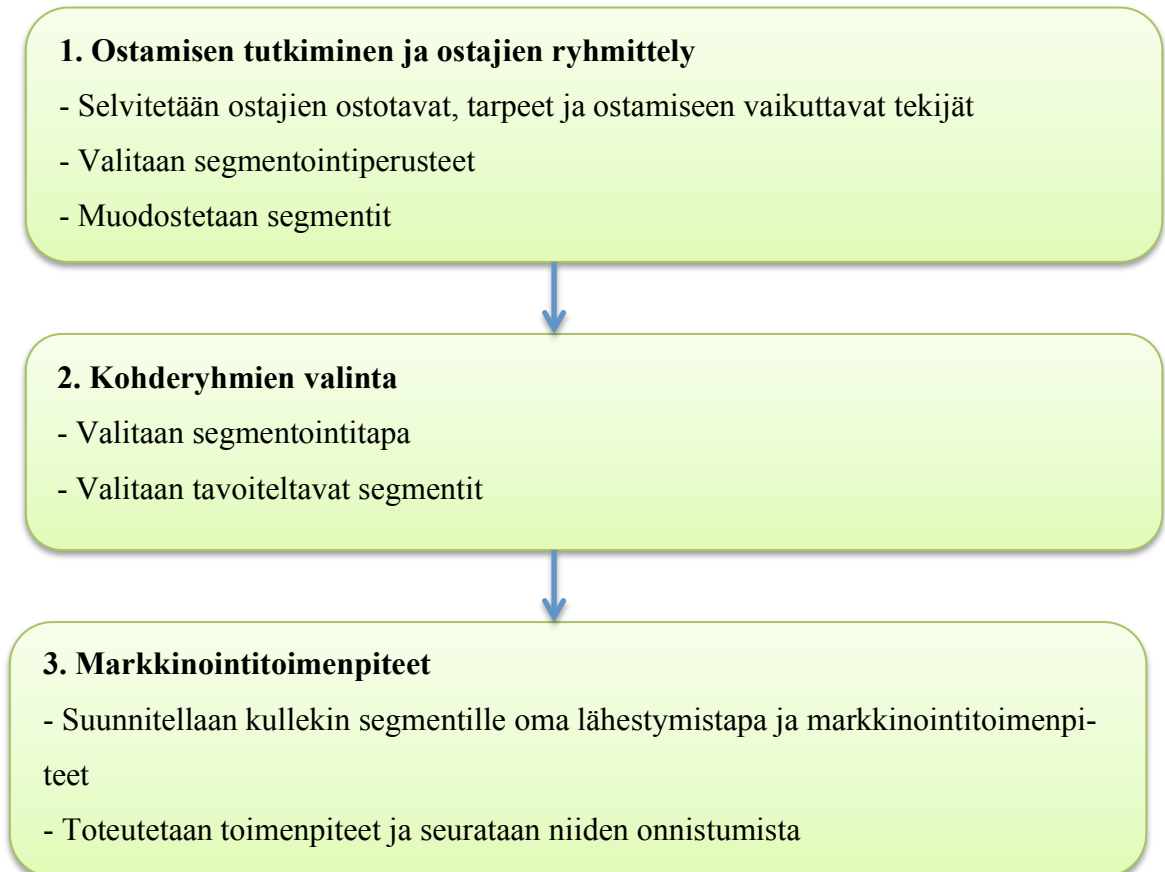 1. Ostamisen tutkiminen ja ostajien ryhmittely
- Selvitetään ostajien ostotavat, tarpeet ja ostamiseen vaikuttavat tekijät
- Valitaan segmentointiperusteet
- Muodostetaan segmentit
2. Kohderyhmien valinta
- Valitaan segmentointitapa
- Valitaan tavoiteltavat segmentit
3. Markkinointitoimenpiteet
- Suunnitellaan kullekin segmentille oma lähestymistapa ja markkinointitoimenpi-
teet
- Toteutetaan toimenpiteet ja seurataan niiden onnistumista